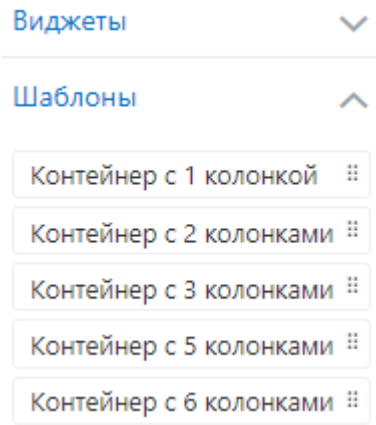 Виджеты
Шаблоны
Контейнер с 1 колонкой
Контейнер с 2 колонками
Контейнер с 3 колонками
Контейнер с 5 колонками
Контейнер с 6 колонками